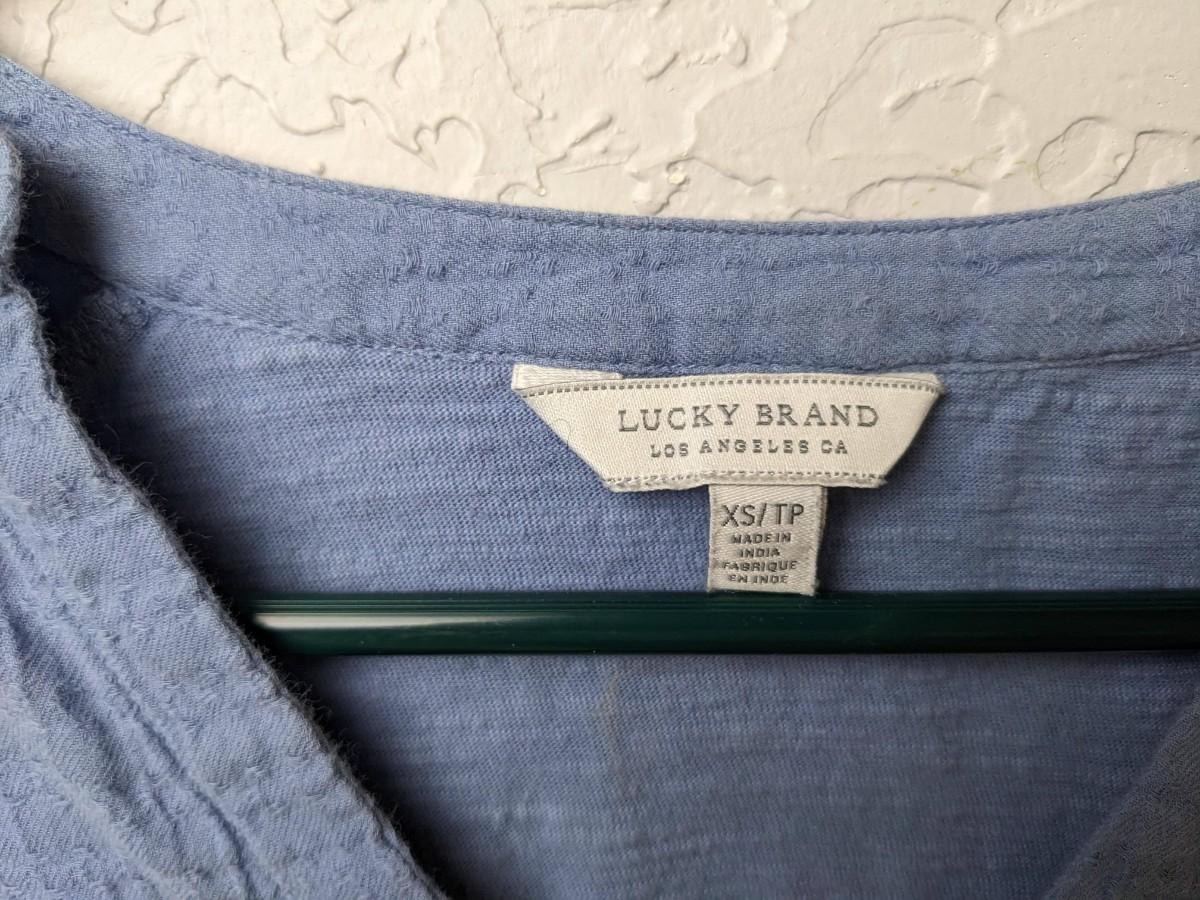 LUCKY BRAND
LOS ANGELES CA
XS/TP
MADE IN
INDIA
FABRIQUE
EN INDE